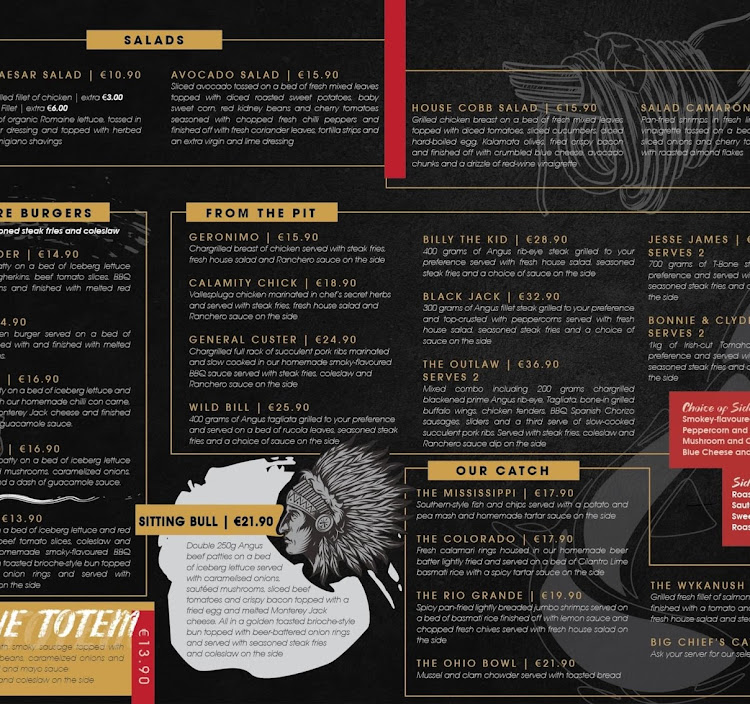 SALADS
AESAR SALAD | €10.90
lled fillet of chicken | extra €3.00
Fillet | extra €6.00
of organic Romaine lettuce, tossed in
r dressing and topped with herbed
nigiano shavings
AVOCADO SALAD | €15.90
Sliced avocado tossed on a bed of fresh mixed leaves
topped with diced roasted sweet potatoes, baby
sweet corn, red kidney beans and cherry tomatoes
seasoned with chopped fresh chilli peppers and
finished off with fresh coriander leaves, tortilla strips and
an extra virgin and lime dressing
HOUSE COBB SALAD | €15.90
Grilled chicken breast on a bed of fresh mixed leaves
topped with diced tomatoes, sliced cucumbers, diced
hard-boiled egg, Kalamata olives, fried crispy bacon
and finished off with crumbled blue cheese, avocado
chunks and a drizzle of red-wine vinaigrette
SALAD CAMARON
Pan-fried shrimps in fresh lim
vinaigrette tossed on a bed
sliced onions and cherry to
with roasted almond flakes
RE BURGERS
oned steak fries and coleslaw
DER | €14.90
patty on a bed of Iceberg lettuce
gherkins, beef tomato slices, BBQ
ns and finished with melted red
4.90
en burger served on a bed of
ed with and finished with melted
s.
| €16.90
y on a bed of iceberg lettuce and
h our homemade chilli con carne,
nterey Jack cheese and finished
guacamole sauce.
| €16.90
patty on a bed of iceberg lettuce
d mushrooms, caramelized onions,
nd a dash of guacamole sauce.
€13.90
n a bed of iceberg lettuce and red
eef tomato slices, coleslaw and
omemade smoky-flavoured BBQ
toasted brioche-style bun topped
onion rings and served with
on the side
HE TOTEM
€13.90
th smoky sausage topped with
beans, caramelized onions and
and mayo sauce
and coleslaw on the side
FROM THE PIT
GERONIMO | €15.90
Chargrilled breast of chicken served with steak fries,
fresh house salad and Ranchero sauce on the side
CALAMITY CHICK | €18.90
Vallespluga chicken marinated in chef's secret herbs
and served with steak fries, fresh house salad and
Ranchero sauce on the side
GENERAL CUSTER | €24.90
Chargrilled full rack of succulent pork ribs marinated
and slow cooked in our homemade smoky-flavoured
BBQ sauce served with steak fries, coleslaw and
Ranchero sauce on the side
WILD BILL | €25.90
400 grams of Angus tagliata grilled to your preference
and served on a bed of rucola leaves, seasoned steak
fries and a choice of sauce on the side
BILLY THE KID | €28.90
400 grams of Angus rib-eye steak grilled to your
preference served with fresh house salad, seasoned
steak fries and a choice of sauce on the side
BLACK JACK | €32.90
300 grams of Angus fillet steak grilled to your preference
and top-crusted with peppercorns served with fresh
house salad, seasoned steak fries and a choice of
sauce on the side
THE OUTLAW | €36.90
SERVES 2
Mixed combo including 200 grams chargrilled
blackened prime Angus rib-eye, Tagliata, bone-in grilled
buffalo wings, chicken tenders, BBQ Spanish Chorizo
sausages, sliders and a third serve of slow-cooked
succulent pork ribs. Served with steak fries, coleslaw and
Ranchero sauce dip on the side
JESSE JAMES | €
SERVES 2
700 grams of T-Bone st
preference and served wi
seasoned steak fries and a c
the side
BONNIE & CLYD
SERVES 2
1kg of Irish-cut Tomaha
preference and served wi
seasoned steak fries and a c
the side
Choice of Side
Smoky-flavoure
Peppercorn and
Mushroom and C
Blue Cheese and
Sid
Roas
Saut
Swee
Roas
SITTING BULL | €21.90
Double 250g Angus
beef patties on a bed
of iceberg lettuce served
with caramelised onions,
sautéed mushrooms, sliced beef
tomatoes and crispy bacon topped with a
fried egg and melted Monterey Jack
cheese. All in a golden toasted brioche-style
bun topped with beer-battered onion rings
and served with seasoned steak fries
and coleslaw on the side
OUR CATCH
THE MISSISSIPPI | €17.90
Southern-style fish and chips served with a potato and
pea mash and homemade tartar sauce on the side
THE COLORADO | €17.90
Fresh calamari rings housed in our homemade beer
batter lightly fried and served on a bed of Cilantro Lime
basmati rice with a spicy tartar sauce on the side
THE RIO GRANDE | €19.90
Spicy pan-fried lightly breaded jumbo shrimps served on
a bed of basmati rice finished off with lemon sauce and
chopped fresh chives served with fresh house salad on
the side
THE OHIO BOWL | €21.90
Mussel and clam chowder served with toasted bread
THE WYKANUSH
Grilled fresh fillet of salmon
finished with a tomato and
fresh house salad and stea
BIG CHIEF'S CA
Ask your server for our sele